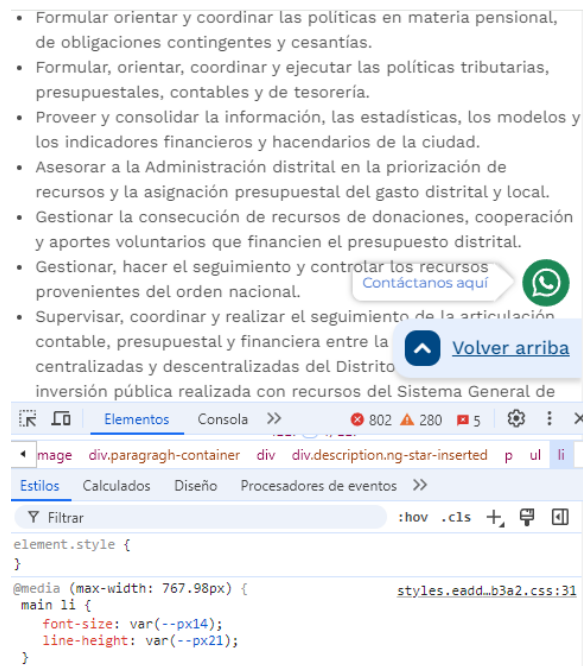 • Formular orientar y coordinar las políticas en materia pensional,
de obligaciones contingentes y cesantías.
• Formular, orientar, coordinar y ejecutar las políticas tributarias,
presupuestales, contables y de tesorería.
• Proveer y consolidar la información, las estadísticas, los modelos y
los indicadores financieros y hacendarios de la ciudad.
• Asesorar a la Administración distrital en la priorización de
recursos y la asignación presupuestal del gasto distrital y local.
• Gestionar la consecución de recursos de donaciones, cooperación
y aportes voluntarios que financien el presupuesto distrital.
• Gestionar, hacer el seguimiento y controlar los recursos
provenientes del orden nacional.
Contáctanos aquí
• Supervisar, coordinar y realizar el seguimiento de la articulación
contable, presupuestal y financiera entre la
Volver arriba
centralizadas y descentralizadas del Distrito
inversión pública realizada con recursos del Sistema General de
Elementos Consola 802 280 5
mage div.paragragh-container div div.description.ng-star-inserted p ul li
Estilos Calculados Diseño Procesadores de eventos
Filtrar :hov .cls
element.style {
}
@media (max-width: 767.98px) { styles.eadd…b3a2.css:31
main li {
font-size: var(--px14);
line-height: var(--px21);
}